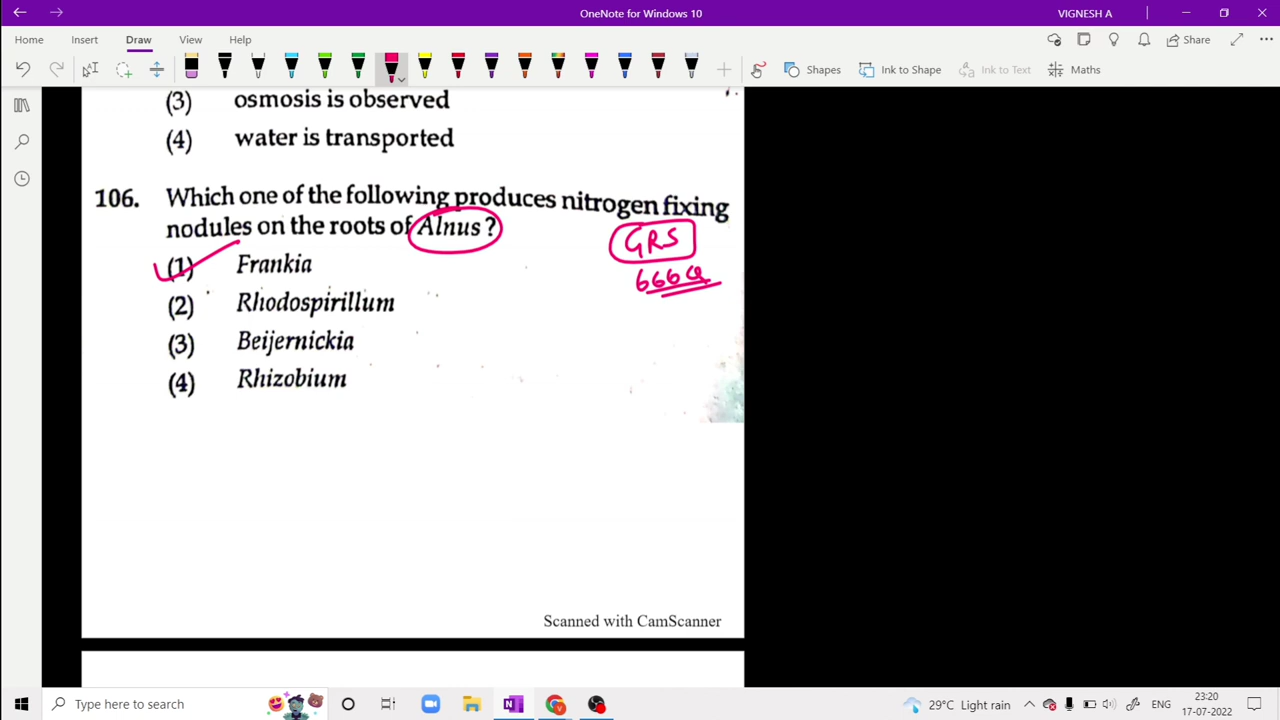 OneNote for Windows 10
VIGNESH A
Home Insert Draw View Help
Share
Shapes
Ink to Shape
Ink to Text
Maths
(3) osmosis is observed
(4) water is transported
106. Which one of the following produces nitrogen fixing
nodules on the roots of Alnus ?
GRS
(1) Frankia
(2) Rhodospirillum
(3) Beijernickia
(4) Rhizobium
Scanned with CamScanner
Type here to search
29°C Light rain
ENG
23:20
17-07-2022